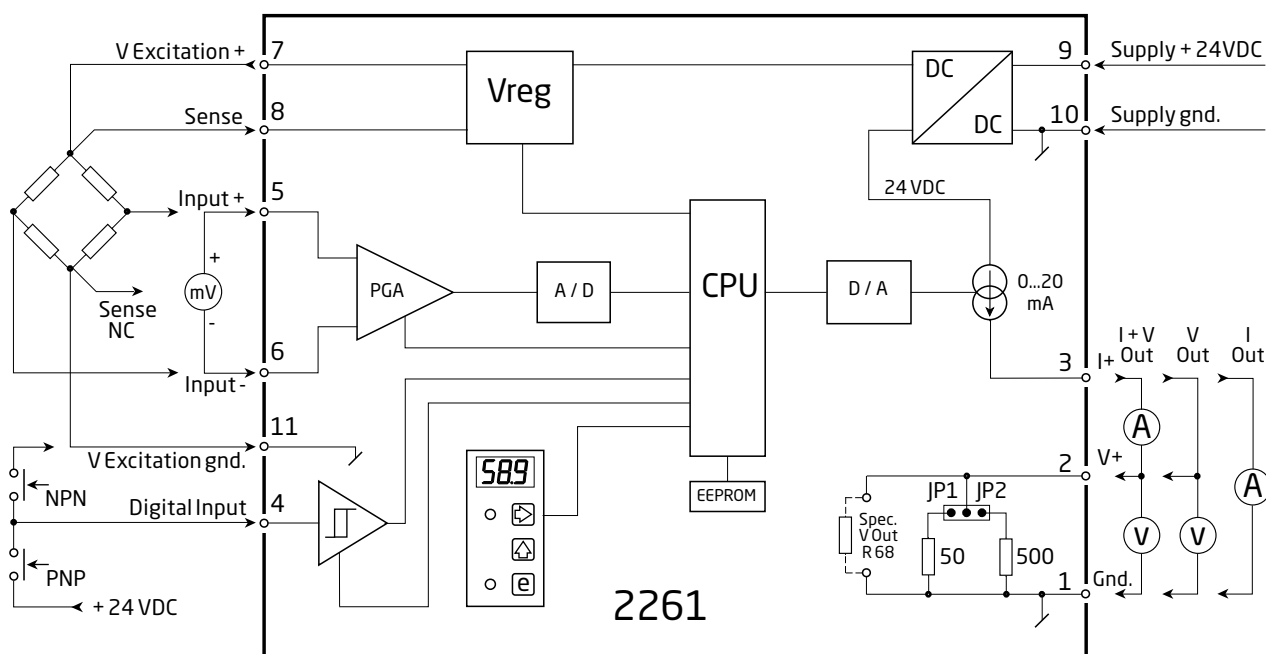 V Excitation +
7
Vreg
DC
DC
9
Supply + 24VDC
Sense
8
10
Supply gnd.
24 VDC
Input +
5
+
mV
-
PGA
A / D
CPU
D / A
0...20
mA
Sense
NC
6
Input -
3
I+
I + V
Out
V
Out
I
Out
A
A
11
V Excitation gnd.
NPN
Digital Input
4
58.9
e
EEPROM
2
V+
JP1
JP2
Spec.
V Out
R 68
50
500
V
V
PNP
+ 24 VDC
1
Gnd.
2261